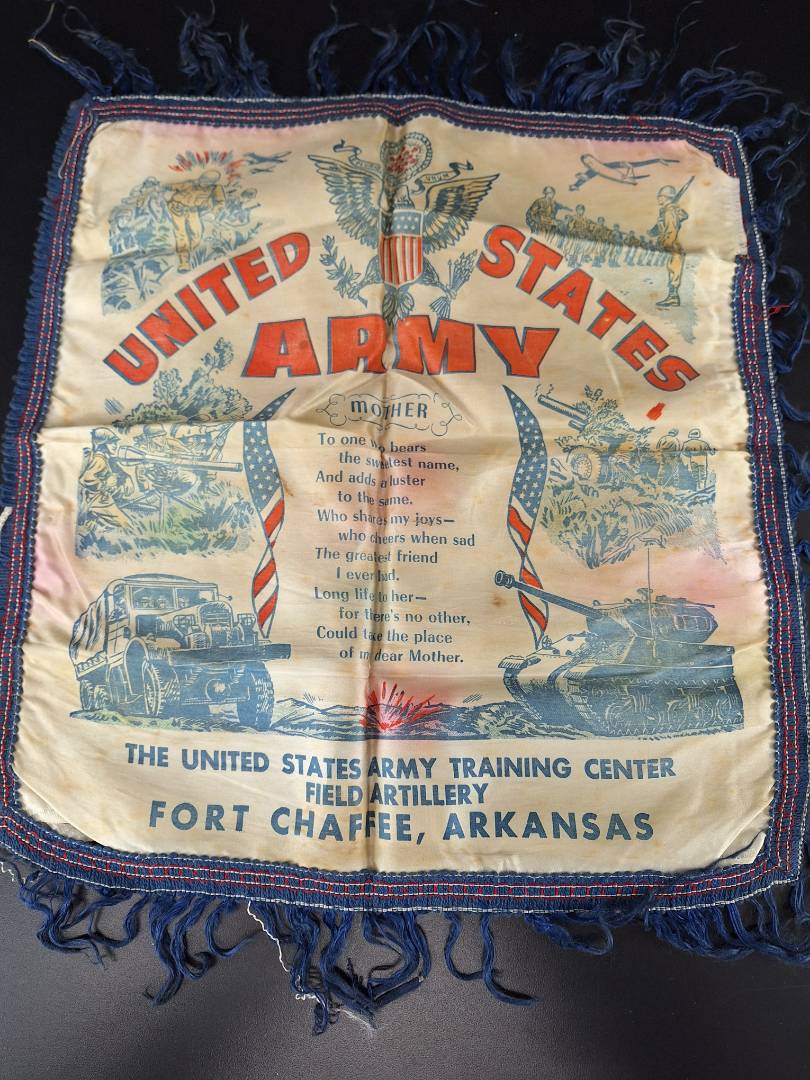 UNITED STATES
ARMY
MOTHER
To one who bears
the sweetest name,
And adds a luster
to the same.
Who shares my joys—
who cheers when sad
The greatest friend
I ever had.
Long life to her—
for there's no other,
Could take the place
of my dear Mother.
THE UNITED STATES ARMY TRAINING CENTER
FIELD ARTILLERY
FORT CHAFFEE, ARKANSAS